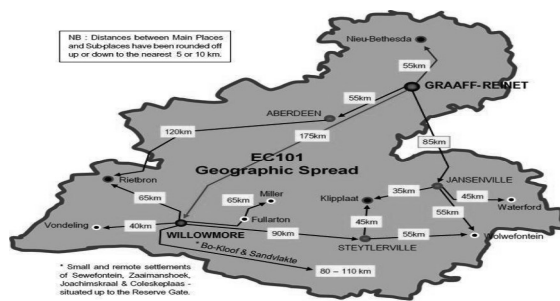 NB : Distances between Main Places
and Sub-places have been rounded off
up or down to the nearest 5 or 10 km.
Nieu-Bethesda
55km
GRAAFF-REINET
55km
ABERDEEN
120km
175km
85km
EC101
Geographic Spread
JANSENVILLE
Rietbron
65km
65km
Miller
Klipplaat
35km
45km
Waterford
Fullarton
55km
Vondeling
40km
WILLOWMORE
90km
45km
STEYTLERVILLE
55km
Wolwefontein
* Bo-Kloof & Sandvlakte
80 – 110 km
* Small and remote settlements
of Sewefontein, Zaaimanshoek,
Joachimskraal & Coleskeplaas -
situated up to the Reserve Gate.